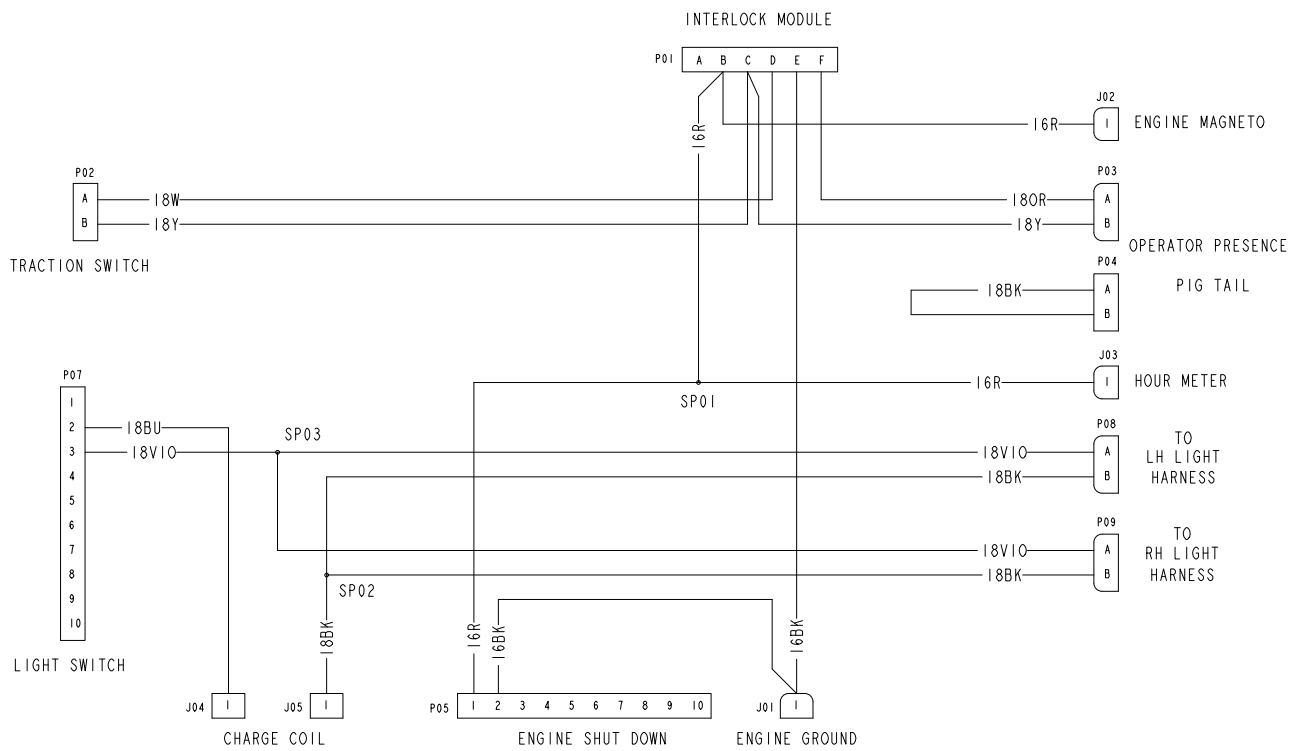 INTERLOCK MODULE
P01 A B C D E F
J02
1 ENGINE MAGNETO
16R
16R
P02
A
B
18W
18Y
TRACTION SWITCH
P03
A
B
18OR
18Y
OPERATOR PRESENCE
P04
A
B
18BK
PIG TAIL
J03
1 HOUR METER
16R
SP01
P07
1
2
3
4
5
6
7
8
9
10
18BU
18VIO
SP03
LIGHT SWITCH
P08
A
B
18VIO
18BK
TO
LH LIGHT
HARNESS
P09
A
B
18VIO
18BK
TO
RH LIGHT
HARNESS
SP02
18BK
16R
16BK
16BK
J04 1
J05 1
CHARGE COIL
P05 1 2 3 4 5 6 7 8 9 10
ENGINE SHUT DOWN
J01 1
ENGINE GROUND